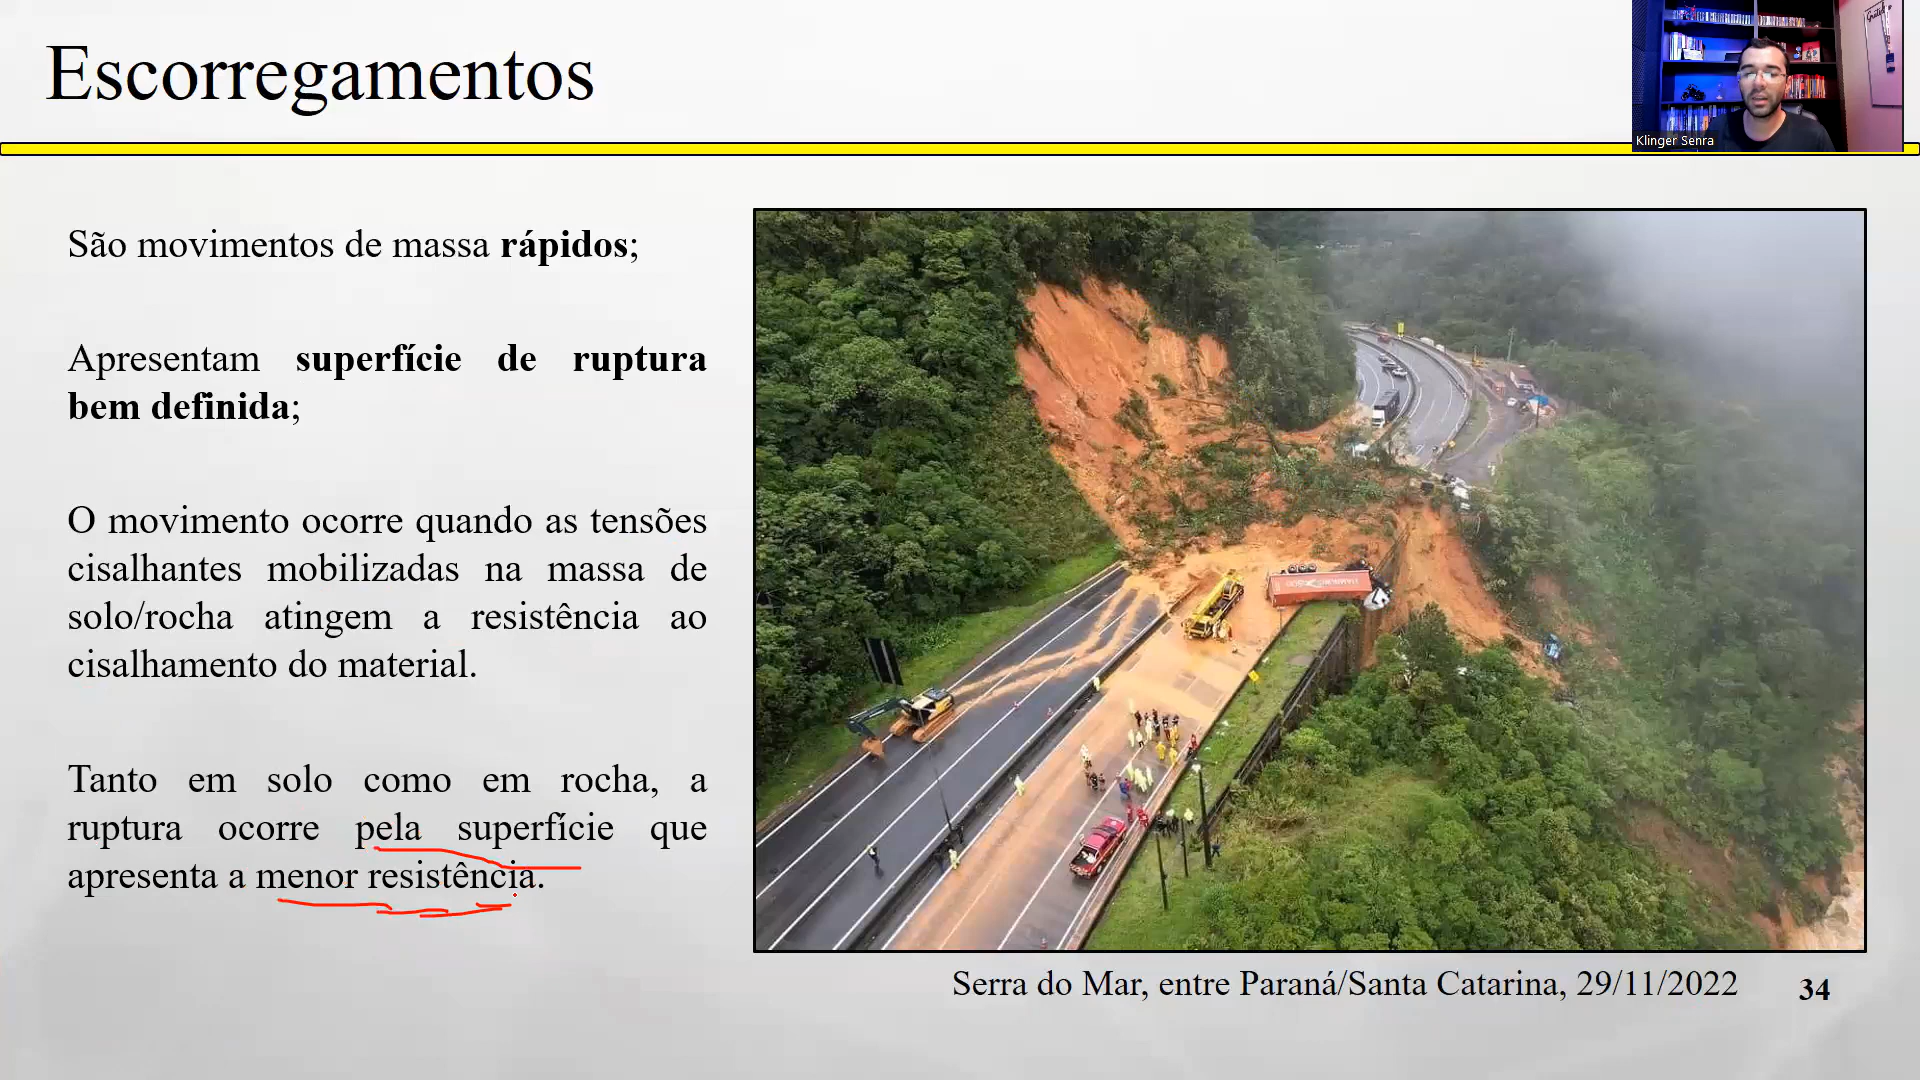 Escorregamentos
Klinger Senra
São movimentos de massa rápidos;
Apresentam superfície de ruptura
bem definida;
O movimento ocorre quando as tensões
cisalhantes mobilizadas na massa de
solo/rocha atingem a resistência ao
cisalhamento do material.
Tanto em solo como em rocha, a
ruptura ocorre pela superfície que
apresenta a menor resistência.
Serra do Mar, entre Paraná/Santa Catarina, 29/11/2022
34